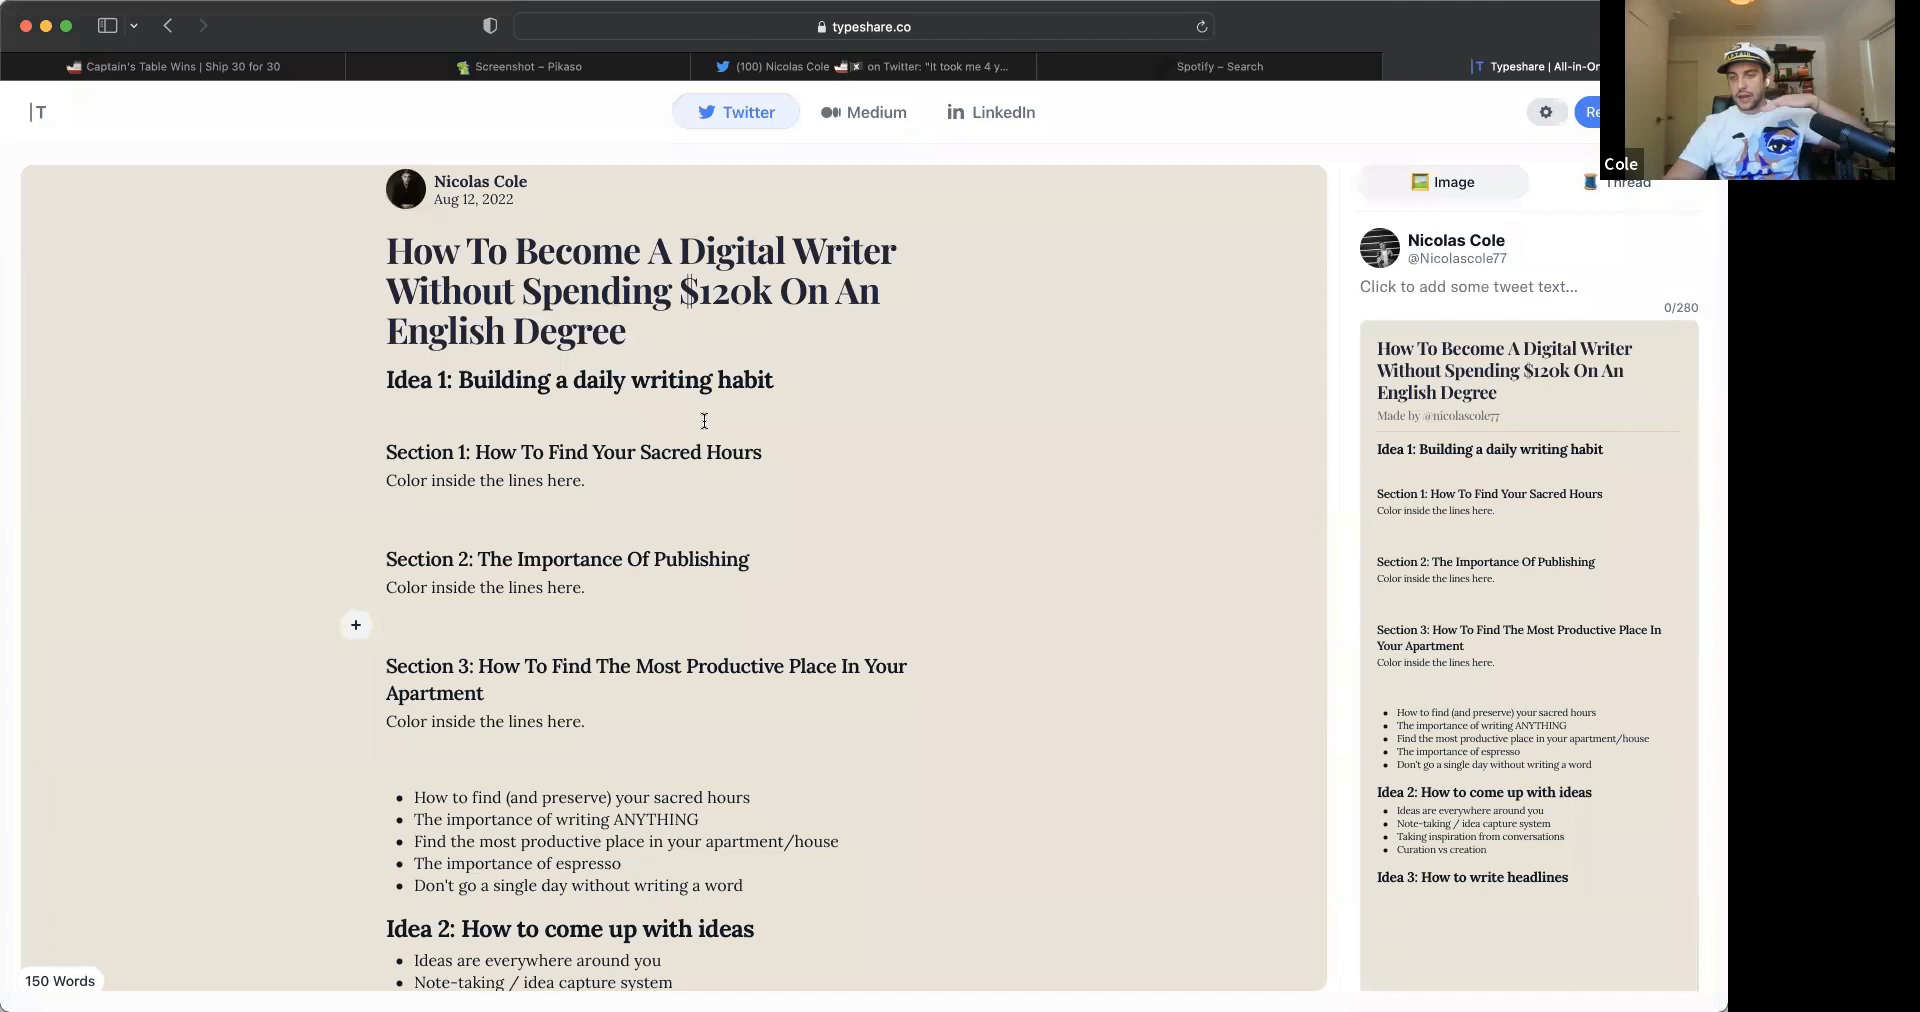 typeshare.co
Captain's Table Wins | Ship 30 for 30
Screenshot – Pikaso
(100) Nicolas Cole on Twitter: "It took me 4 y...
Spotify – Search
Typeshare | All-in-On
|T
Twitter
Medium
LinkedIn
Re
Cole
Nicolas Cole
Aug 12, 2022
How To Become A Digital Writer
Without Spending $120k On An
English Degree
Idea 1: Building a daily writing habit
Section 1: How To Find Your Sacred Hours
Color inside the lines here.
Section 2: The Importance Of Publishing
Color inside the lines here.
+
Section 3: How To Find The Most Productive Place In Your
Apartment
Color inside the lines here.
• How to find (and preserve) your sacred hours
• The importance of writing ANYTHING
• Find the most productive place in your apartment/house
• The importance of espresso
• Don't go a single day without writing a word
Idea 2: How to come up with ideas
• Ideas are everywhere around you
• Note-taking / idea capture system
150 Words
Image
Thread
Nicolas Cole
@Nicolascole77
Click to add some tweet text...
0/280
How To Become A Digital Writer
Without Spending $120k On An
English Degree
Made by @nicolascole77
Idea 1: Building a daily writing habit
Section 1: How To Find Your Sacred Hours
Color inside the lines here.
Section 2: The Importance Of Publishing
Color inside the lines here.
Section 3: How To Find The Most Productive Place In
Your Apartment
Color inside the lines here.
• How to find (and preserve) your sacred hours
• The importance of writing ANYTHING
• Find the most productive place in your apartment/house
• The importance of espresso
• Don't go a single day without writing a word
Idea 2: How to come up with ideas
• Ideas are everywhere around you
• Note-taking / idea capture system
• Taking inspiration from conversations
• Curation vs creation
Idea 3: How to write headlines